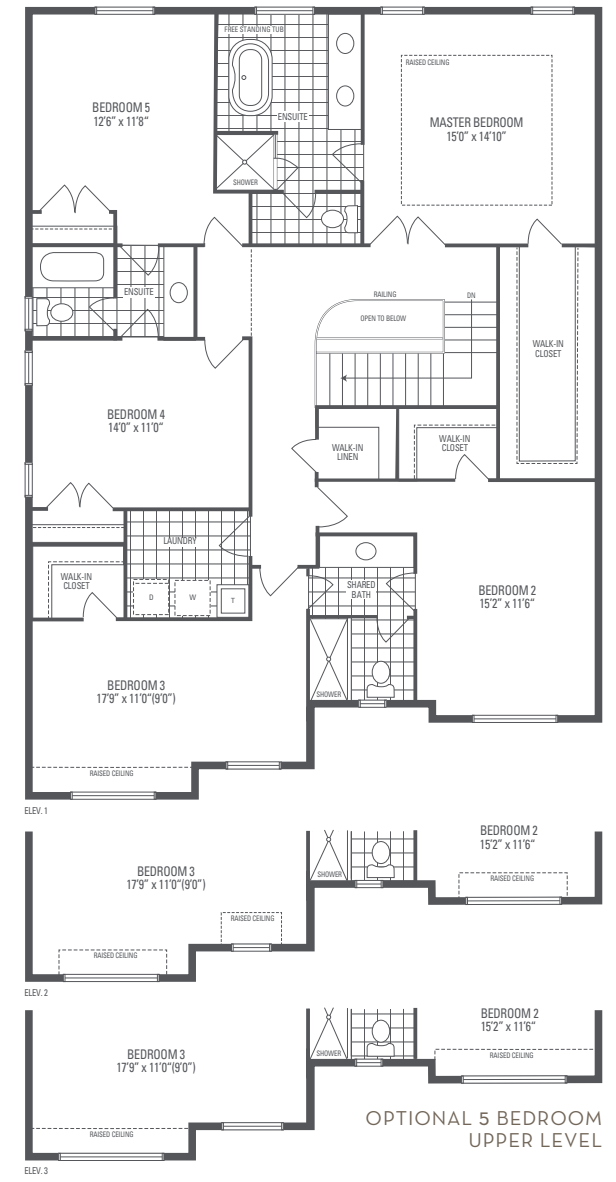 FREE STANDING TUB
RAISED CEILING
BEDROOM 5
12'6" x 11'8"
ENSUITE
MASTER BEDROOM
15'0" x 14'10"
SHOWER
ENSUITE
RAILING
DN
OPEN TO BELOW
WALK-IN
CLOSET
BEDROOM 4
14'0" x 11'0"
WALK-IN
LINEN
WALK-IN
CLOSET
LAUNDRY
WALK-IN
CLOSET
D
W
T
SHARED
BATH
BEDROOM 2
15'2" x 11'6"
BEDROOM 3
17'9" x 11'0"(9'0")
SHOWER
RAISED CEILING
ELEV. 1
BEDROOM 2
15'2" x 11'6"
BEDROOM 3
17'9" x 11'0"(9'0")
SHOWER
RAISED CEILING
RAISED CEILING
RAISED CEILING
ELEV. 2
BEDROOM 2
15'2" x 11'6"
BEDROOM 3
17'9" x 11'0"(9'0")
SHOWER
RAISED CEILING
RAISED CEILING
ELEV. 3
OPTIONAL 5 BEDROOM
UPPER LEVEL